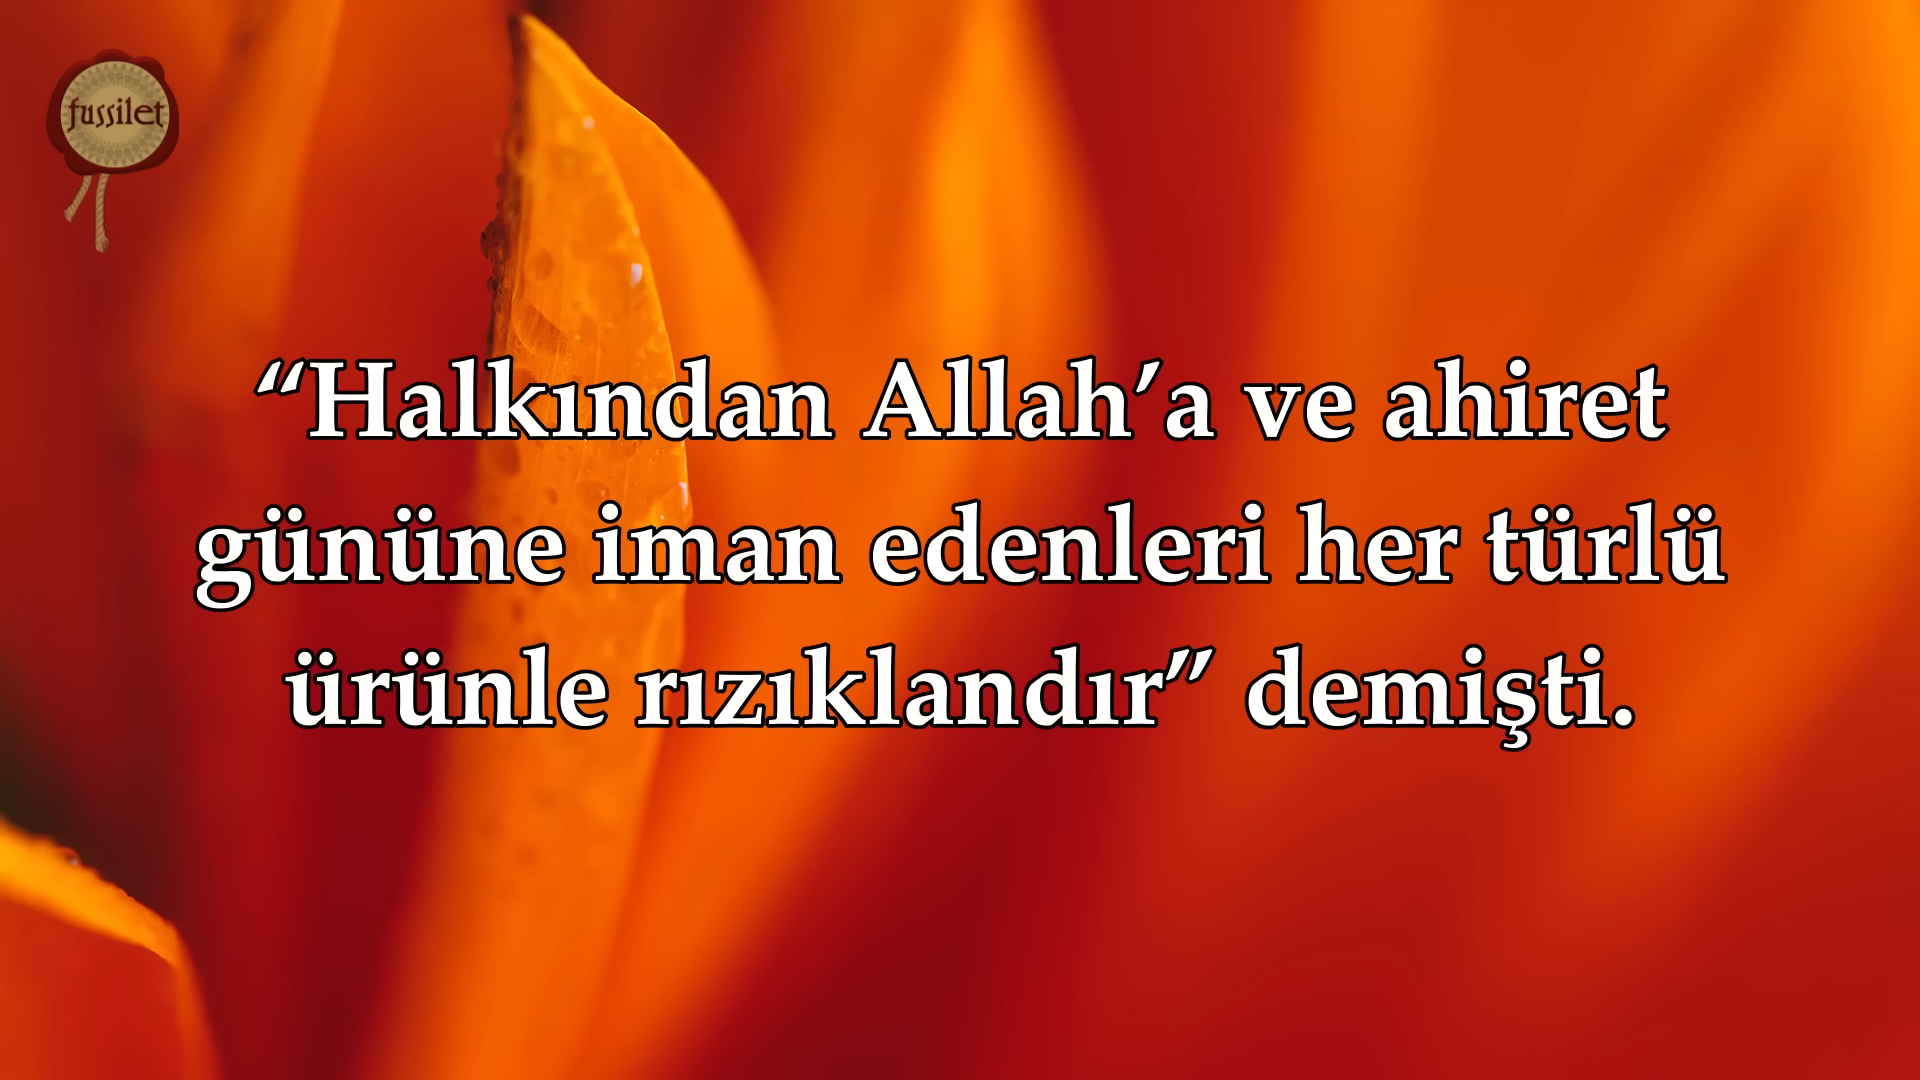 fussilet
“Halkından Allah’a ve ahiret
gününe iman edenleri her türlü
ürünle rızıklandır” demişti.